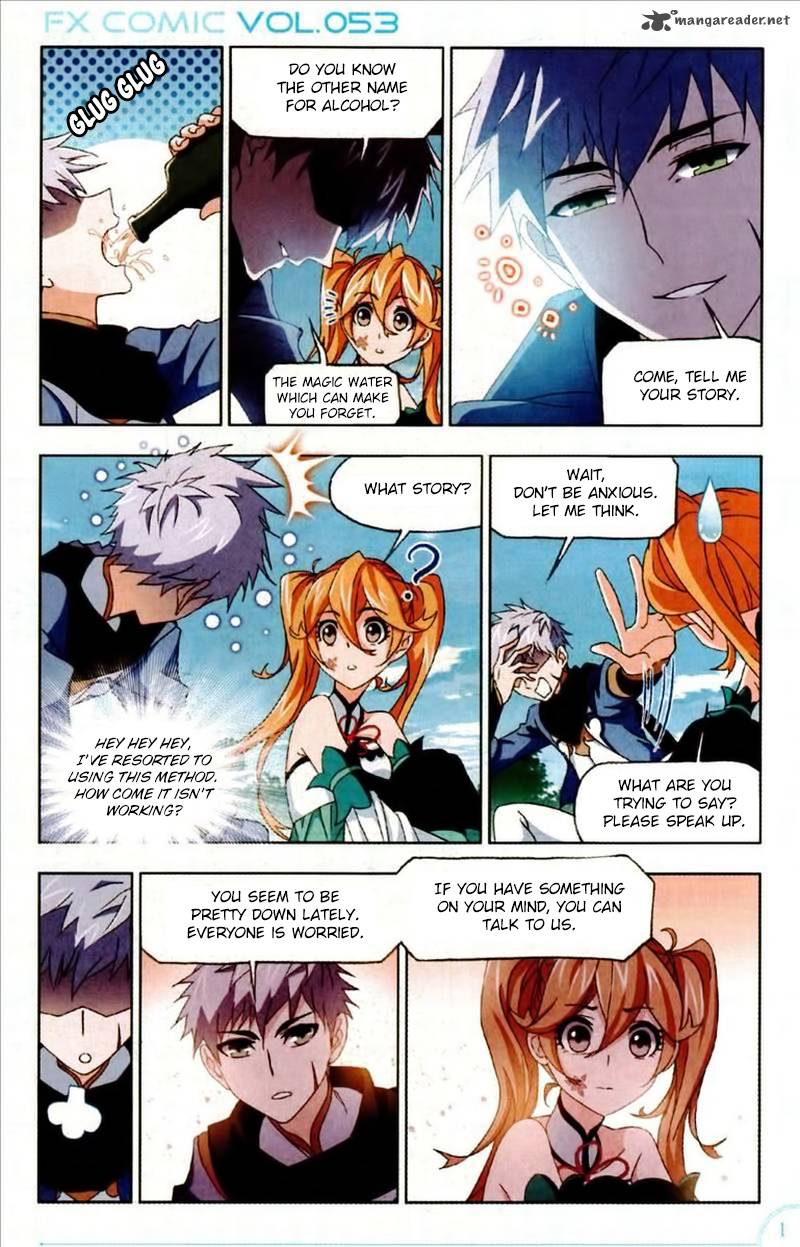 FX COMIC VOL.053
mangareader.net
GLUG GLUG
DO YOU KNOW
THE OTHER NAME
FOR ALCOHOL?
THE MAGIC WATER
WHICH CAN MAKE
YOU FORGET.
COME, TELL ME
YOUR STORY.
WHAT STORY?
?
HEY HEY HEY,
I'VE RESORTED TO
USING THIS METHOD.
HOW COME IT ISN'T
WORKING?
WAIT,
DON'T BE ANXIOUS.
LET ME THINK.
WHAT ARE YOU
TRYING TO SAY?
PLEASE SPEAK UP.
YOU SEEM TO BE
PRETTY DOWN LATELY.
EVERYONE IS WORRIED.
IF YOU HAVE SOMETHING
ON YOUR MIND, YOU CAN
TALK TO US.
1